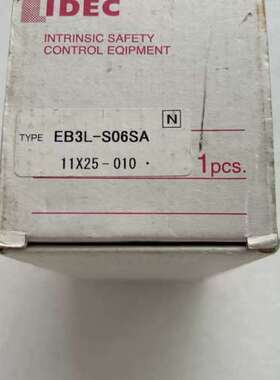 IDEC
INTRINSIC SAFETY
CONTROL EQIPMENT
N
TYPE EB3L-S06SA
11X25-010 ·
1pcs.